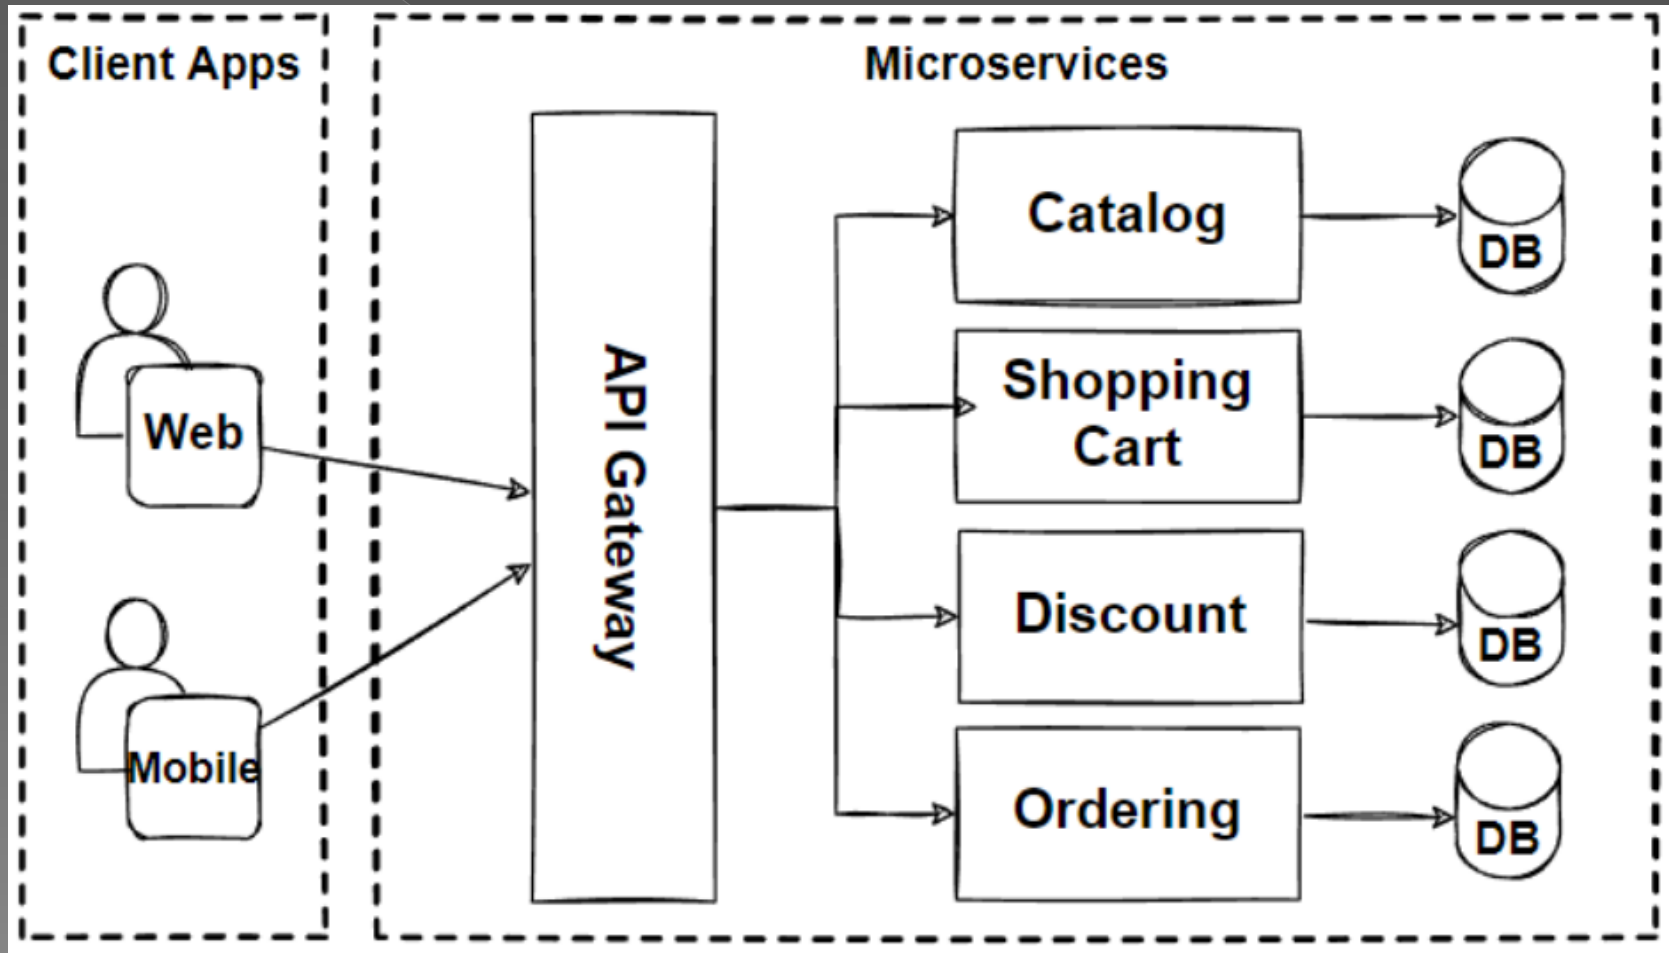 Client Apps
Microservices
Web
Mobile
API Gateway
Catalog
DB
Shopping
Cart
DB
Discount
DB
Ordering
DB